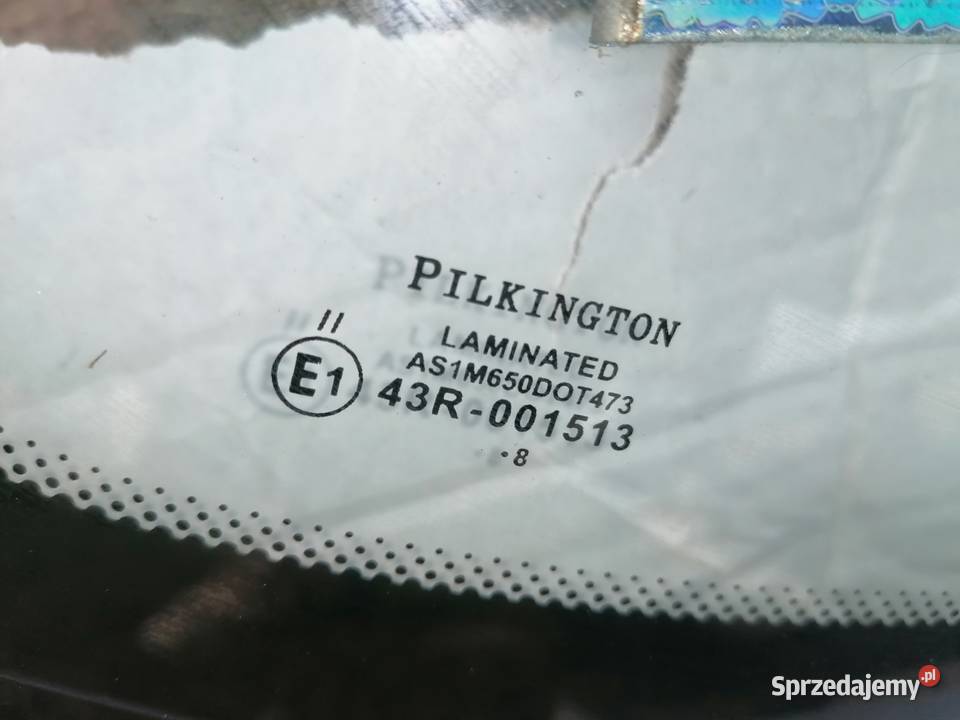 PILKINGTON
II
LAMINATED
AS1M650DOT473
E1 43R-001513
·8
Sprzedajemy.pl